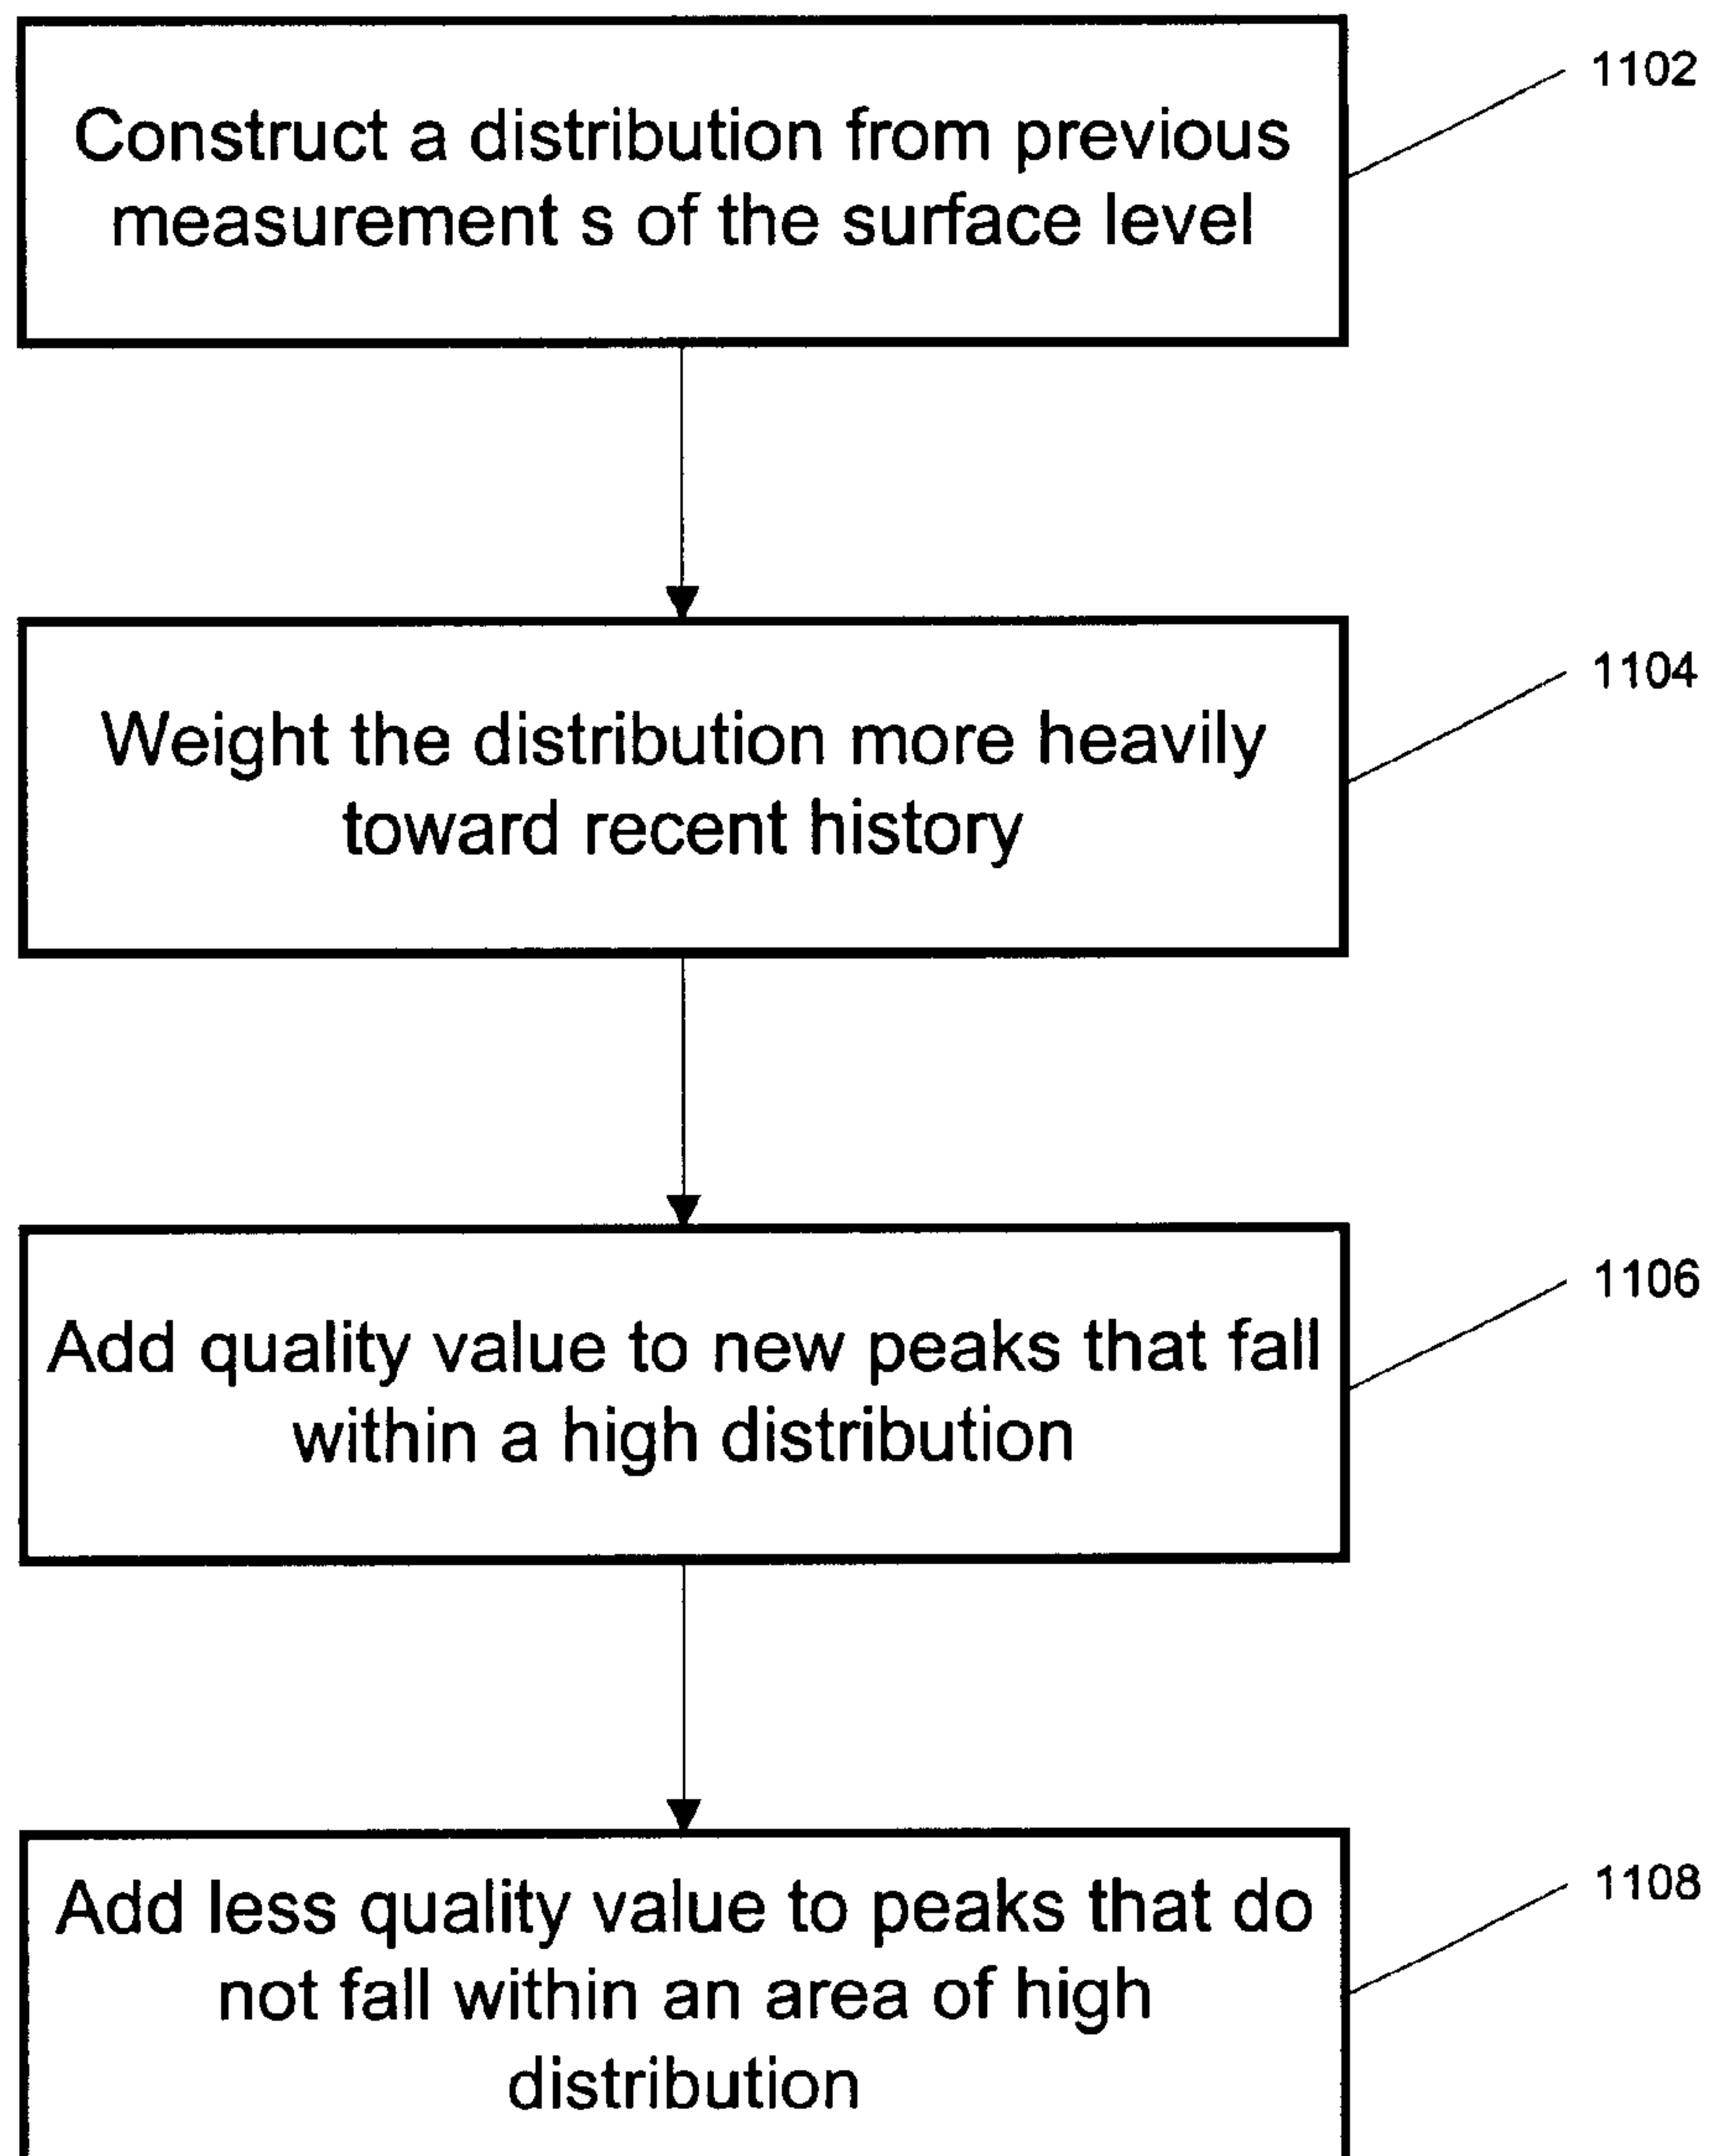 1102
Construct a distribution from previous
measurement s of the surface level
1104
Weight the distribution more heavily
toward recent history
1106
Add quality value to new peaks that fall
within a high distribution
1108
Add less quality value to peaks that do
not fall within an area of high
distribution